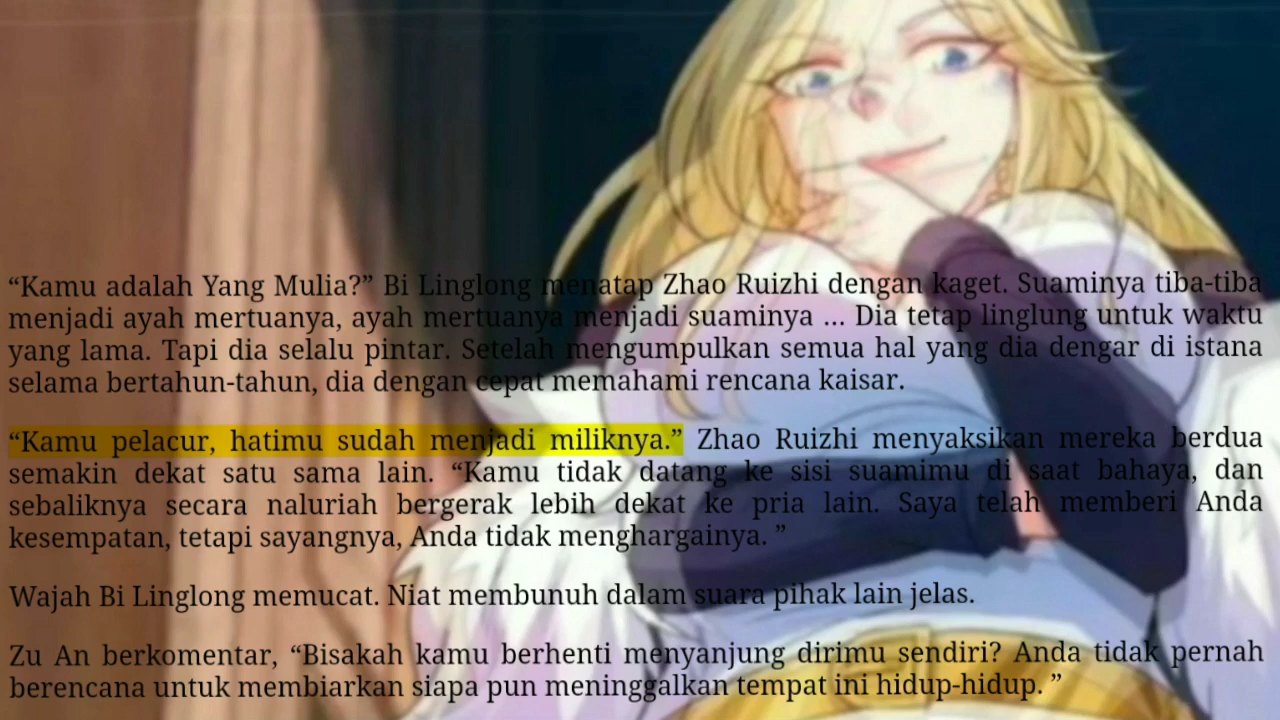 “Kamu adalah Yang Mulia?” Bi Linglong menatap Zhao Ruizhi dengan kaget. Suaminya tiba-tiba
menjadi ayah mertuanya, ayah mertuanya menjadi suaminya ... Dia tetap linglung untuk waktu
yang lama. Tapi dia selalu pintar. Setelah mengumpulkan semua hal yang dia dengar di istana
selama bertahun-tahun, dia dengan cepat memahami rencana kaisar.
“Kamu pelacur, hatimu sudah menjadi miliknya.” Zhao Ruizhi menyaksikan mereka berdua
semakin dekat satu sama lain. “Kamu tidak datang ke sisi suamimu di saat bahaya, dan
sebaliknya secara naluriah bergerak lebih dekat ke pria lain. Saya telah memberi Anda
kesempatan, tetapi sayangnya, Anda tidak menghargainya. ”
Wajah Bi Linglong memucat. Niat membunuh dalam suara pihak lain jelas.
Zu An berkomentar, “Bisakah kamu berhenti menyanjung dirimu sendiri? Anda tidak pernah
berencana untuk membiarkan siapa pun meninggalkan tempat ini hidup-hidup. ”